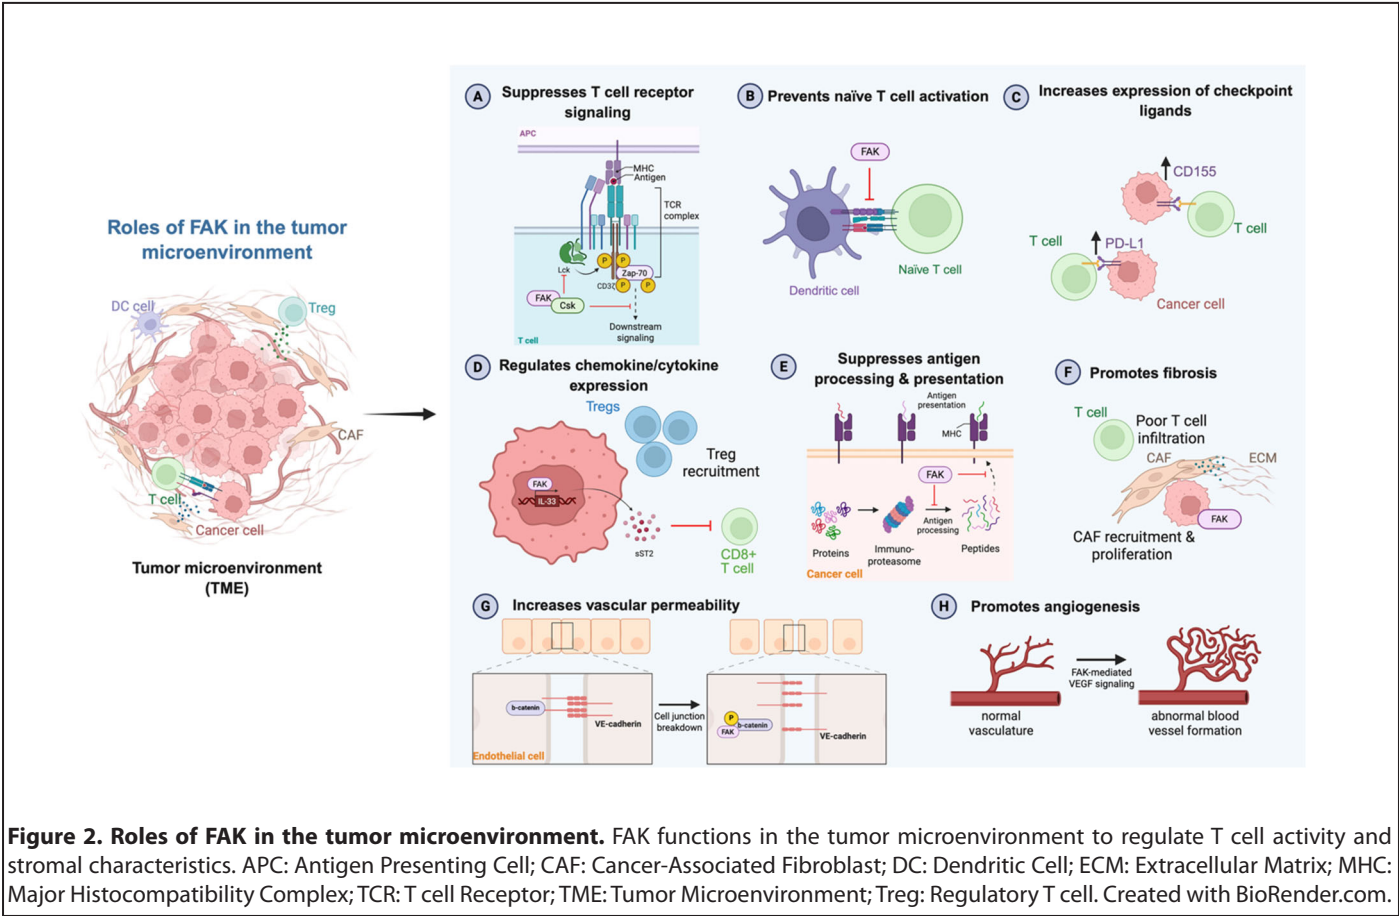 Roles of FAK in the tumor
microenvironment
DC cell
Treg
CAF
T cell
Cancer cell
Tumor microenvironment
(TME)
A
Suppresses T cell receptor
signaling
APC
MHC
Antigen
TCR
complex
Lck
P
P
Zap-70
CD3ζ
P
P
FAK
Csk
Downstream
signaling
T cell
B
Prevents naïve T cell activation
FAK
Naïve T cell
Dendritic cell
C
Increases expression of checkpoint
ligands
CD155
T cell
T cell
PD-L1
Cancer cell
D
Regulates chemokine/cytokine
expression
Tregs
Treg
recruitment
FAK
IL-33
sST2
CD8+
T cell
E
Suppresses antigen
processing & presentation
Antigen
presentation
MHC
FAK
Antigen
processing
Proteins
Immuno-
proteasome
Peptides
Cancer cell
F
Promotes fibrosis
T cell
Poor T cell
infiltration
CAF
ECM
FAK
CAF recruitment &
proliferation
G
Increases vascular permeability
b-catenin
VE-cadherin
Endothelial cell
Cell junction
breakdown
P
FAK
b-catenin
VE-cadherin
H
Promotes angiogenesis
FAK-mediated
VEGF signaling
normal
vasculature
abnormal blood
vessel formation
Figure 2. Roles of FAK in the tumor microenvironment. FAK functions in the tumor microenvironment to regulate T cell activity and
stromal characteristics. APC: Antigen Presenting Cell; CAF: Cancer-Associated Fibroblast; DC: Dendritic Cell; ECM: Extracellular Matrix; MHC:
Major Histocompatibility Complex; TCR: T cell Receptor; TME: Tumor Microenvironment; Treg: Regulatory T cell. Created with BioRender.com.